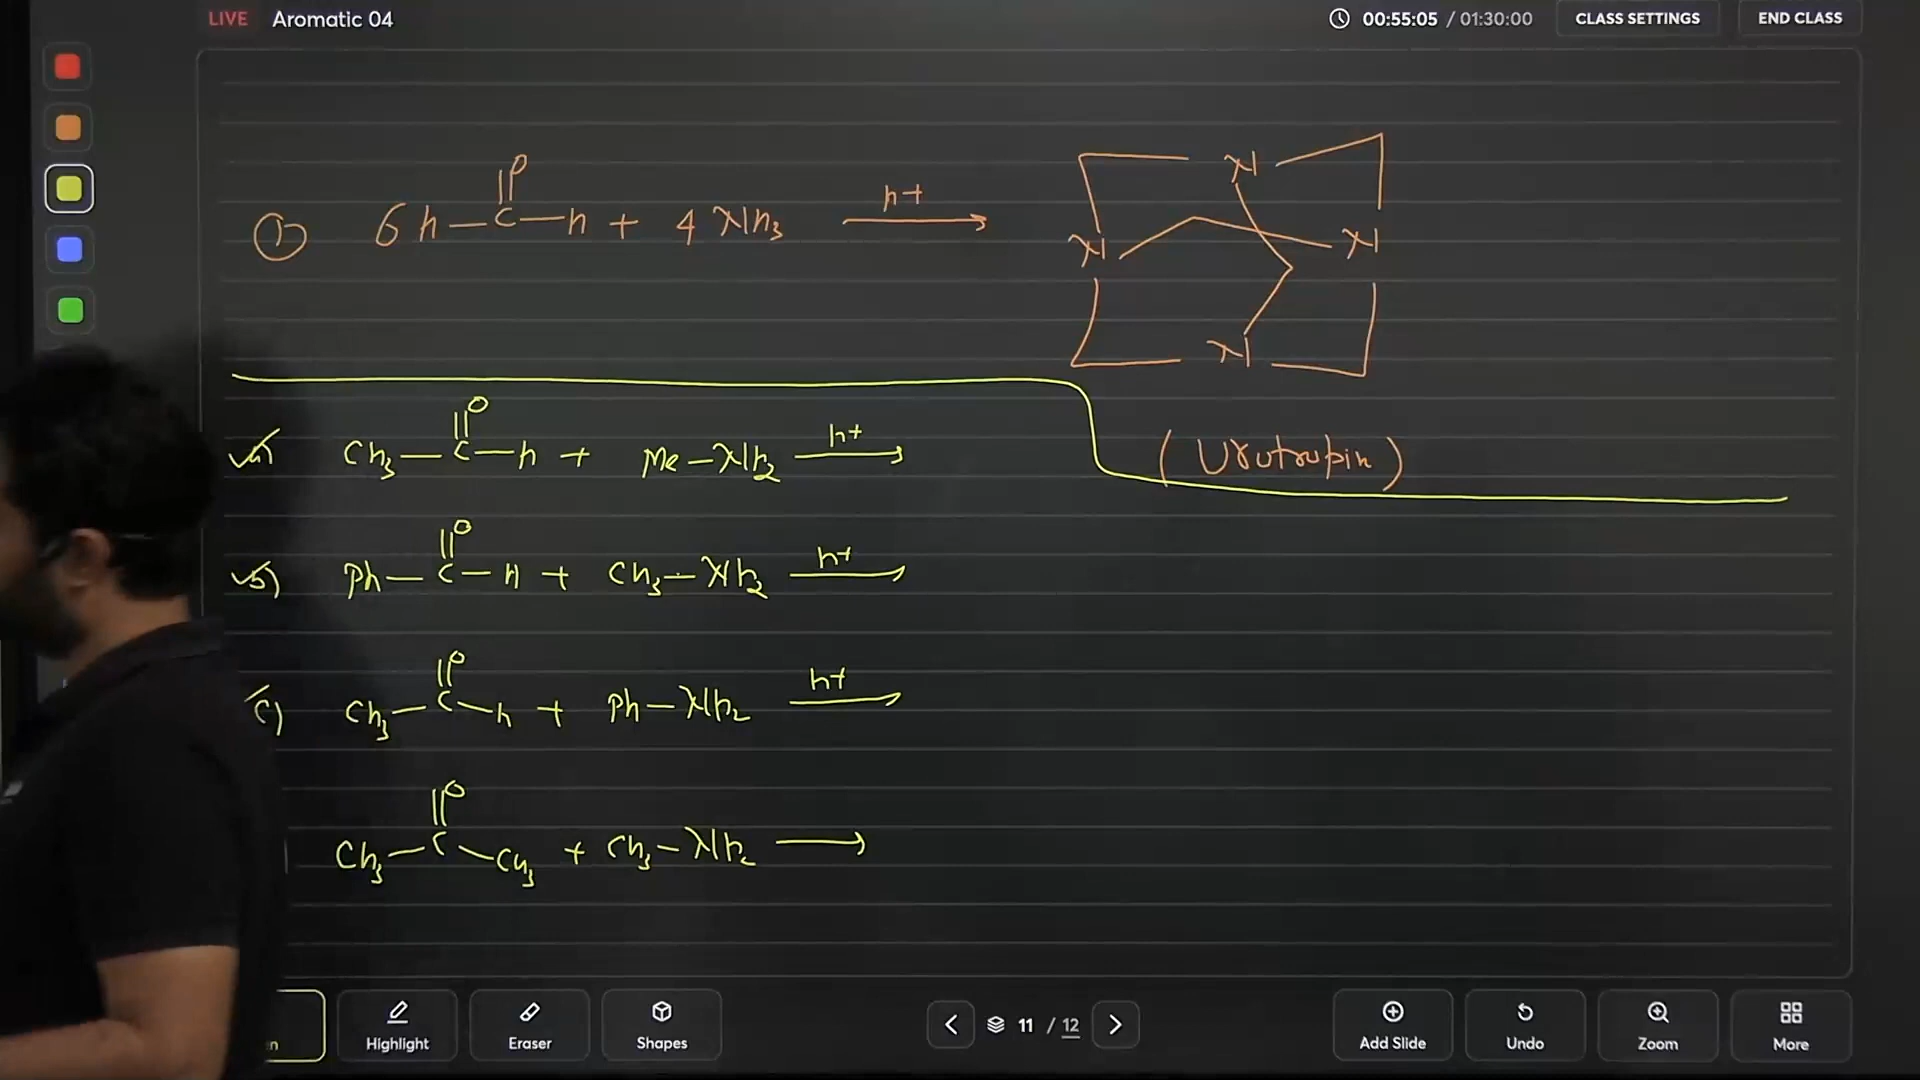 LIVE Aromatic 04 00:55:05 / 01:30:00 CLASS SETTINGS END CLASS
① 6 H—C(=O)—H + 4 NH₃ —H+→ N N N N
(Urutrupin)
a) CH₃—C(=O)—H + Me—NH₂ —H+→
b) Ph—C(=O)—H + CH₃—NH₂ —H+→
c) CH₃—C(=O)—H + Ph—NH₂ —H+→
CH₃—C(=O)—CH₃ + CH₃—NH₂ →
Highlight Eraser Shapes 11 / 12 Add Slide Undo Zoom More